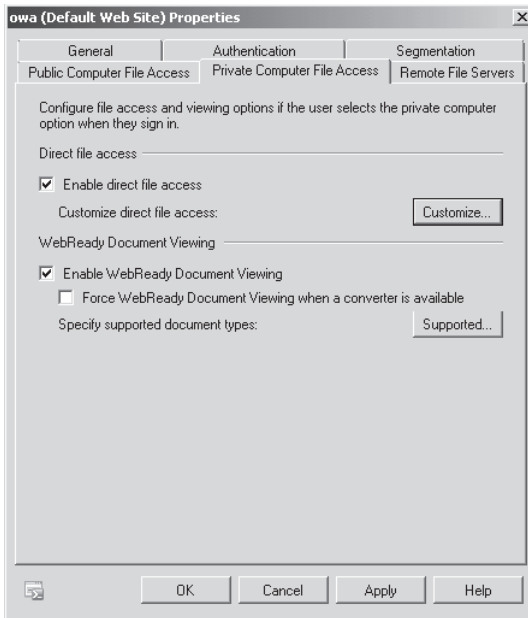 owa (Default Web Site) Properties
General Authentication Segmentation
Public Computer File Access Private Computer File Access Remote File Servers
Configure file access and viewing options if the user selects the private computer
option when they sign in.
Direct file access
Enable direct file access
Customize direct file access: Customize...
WebReady Document Viewing
Enable WebReady Document Viewing
Force WebReady Document Viewing when a converter is available
Specify supported document types: Supported...
OK Cancel Apply Help